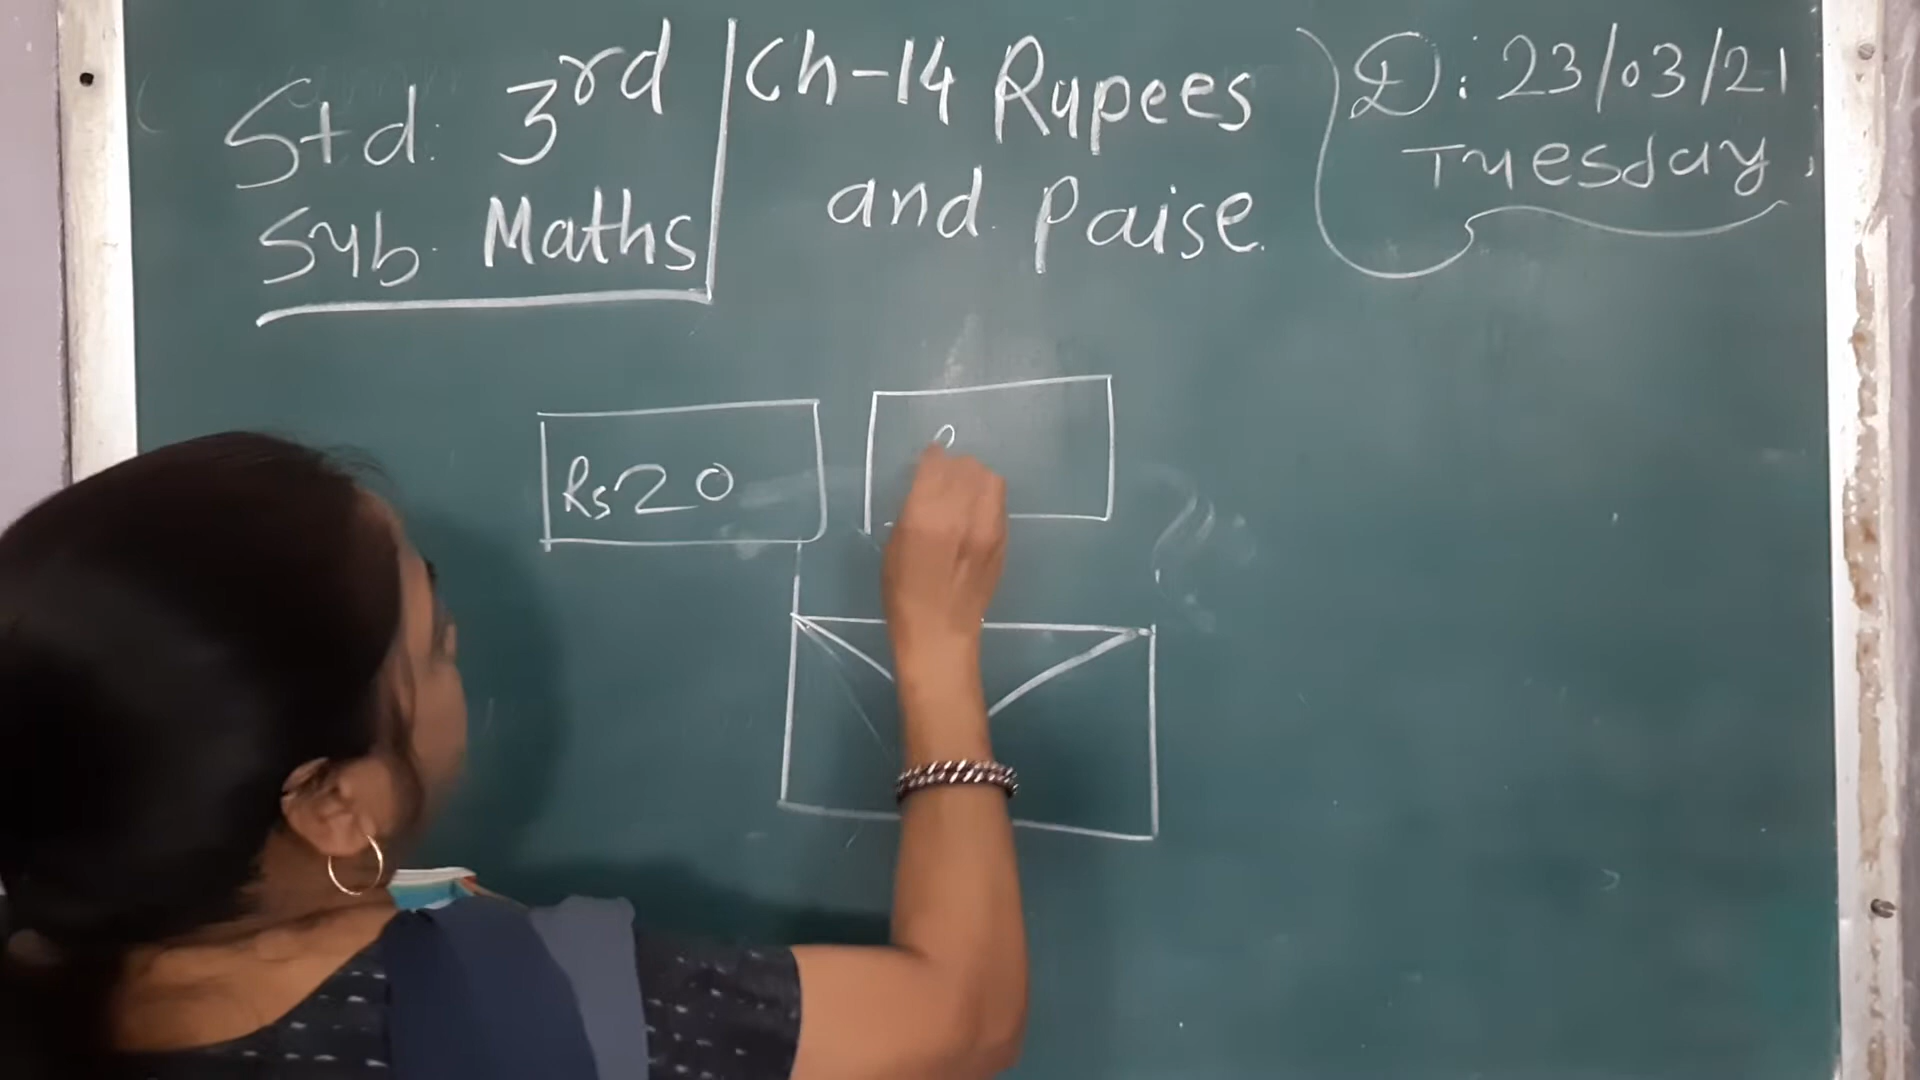 Std: 3rd
Sub. Maths
Ch-14 Rupees
and Paise.
D: 23/03/21
Tuesday.
Rs 20